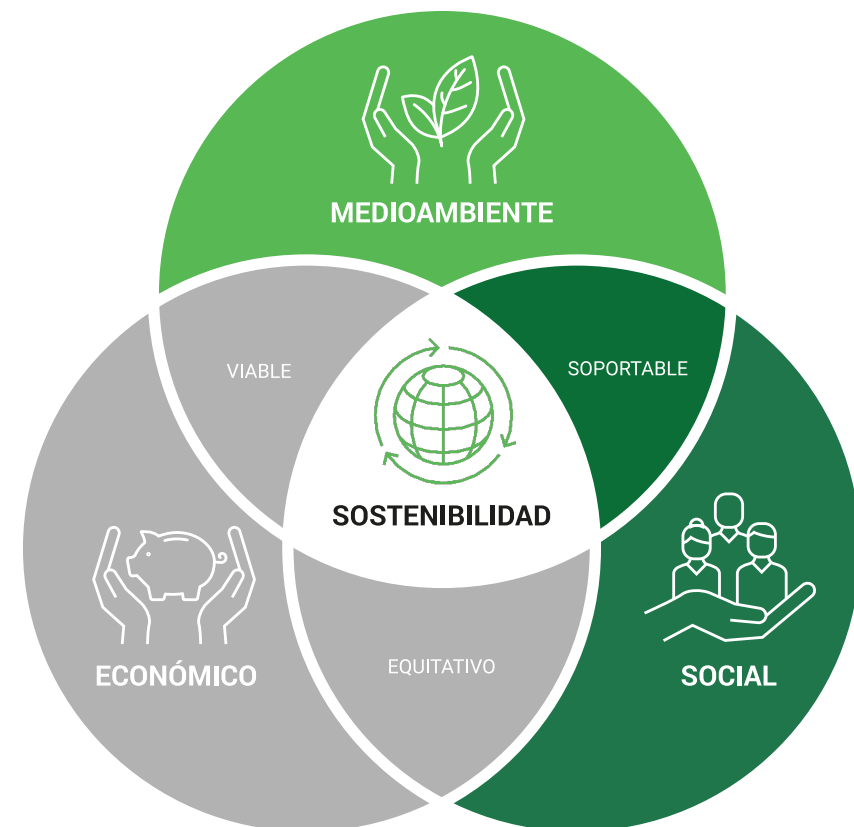 MEDIOAMBIENTE
VIABLE
SOPORTABLE
SOSTENIBILIDAD
ECONÓMICO
EQUITATIVO
SOCIAL